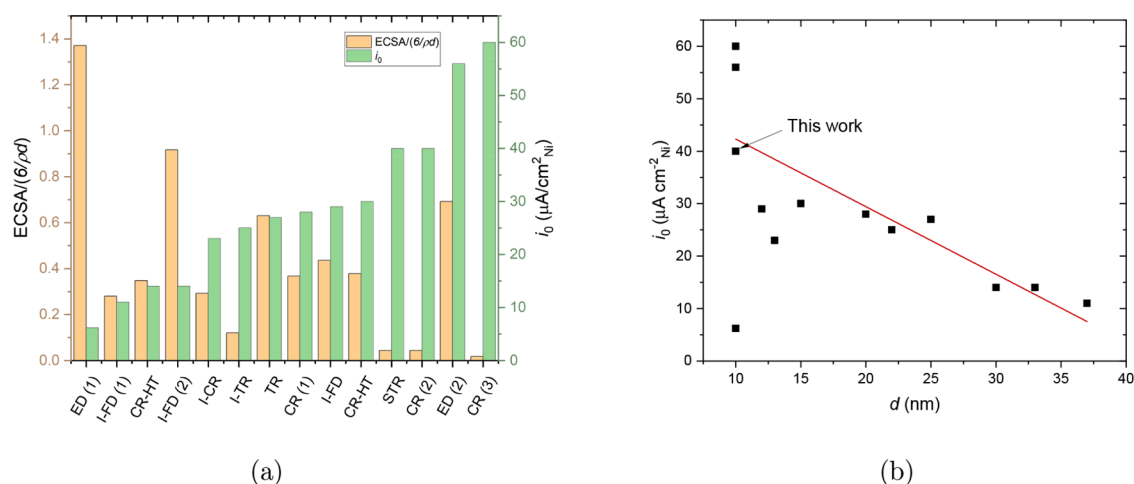 1.4
1.2
1.0
0.8
0.6
0.4
0.2
0.0
ECSA/(6/ρd)
ECSA/(6/ρd)
i₀
60
50
40
30
20
10
0
i₀ (μA/cm²Ni)
ED (1)
I-FD (1)
CR-HT
I-FD (2)
I-CR
I-TR
TR
CR (1)
I-FD
CR-HT
STR
CR (2)
ED (2)
CR (3)
(a)
60
50
40
30
20
10
0
i₀ (μA cm⁻²Ni)
This work
10
15
20
25
30
35
40
d (nm)
(b)